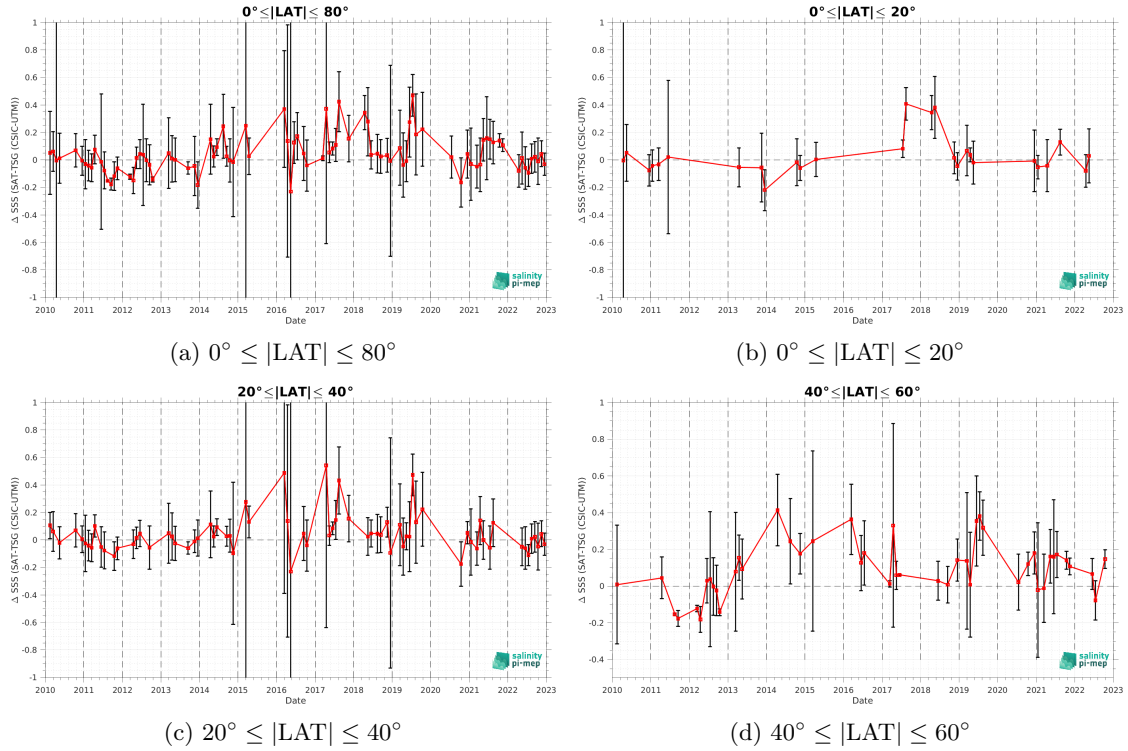 0°≤|LAT|≤ 80°
Δ SSS (SAT-TSG (CSIC-UTM))
1
0.8
0.6
0.4
0.2
0
-0.2
-0.4
-0.6
-0.8
-1
2010 2011 2012 2013 2014 2015 2016 2017 2018 2019 2020 2021 2022 2023
Date
salinity
pi-mep
(a) 0° ≤ |LAT| ≤ 80°
0°≤|LAT|≤ 20°
Δ SSS (SAT-TSG (CSIC-UTM))
1
0.8
0.6
0.4
0.2
0
-0.2
-0.4
-0.6
-0.8
-1
2010 2011 2012 2013 2014 2015 2016 2017 2018 2019 2020 2021 2022 2023
Date
salinity
pi-mep
(b) 0° ≤ |LAT| ≤ 20°
20°≤|LAT|≤ 40°
Δ SSS (SAT-TSG (CSIC-UTM))
1
0.8
0.6
0.4
0.2
0
-0.2
-0.4
-0.6
-0.8
-1
2010 2011 2012 2013 2014 2015 2016 2017 2018 2019 2020 2021 2022 2023
Date
salinity
pi-mep
(c) 20° ≤ |LAT| ≤ 40°
40°≤|LAT|≤ 60°
Δ SSS (SAT-TSG (CSIC-UTM))
1
0.8
0.6
0.4
0.2
0
-0.2
-0.4
2010 2011 2012 2013 2014 2015 2016 2017 2018 2019 2020 2021 2022 2023
Date
salinity
pi-mep
(d) 40° ≤ |LAT| ≤ 60°